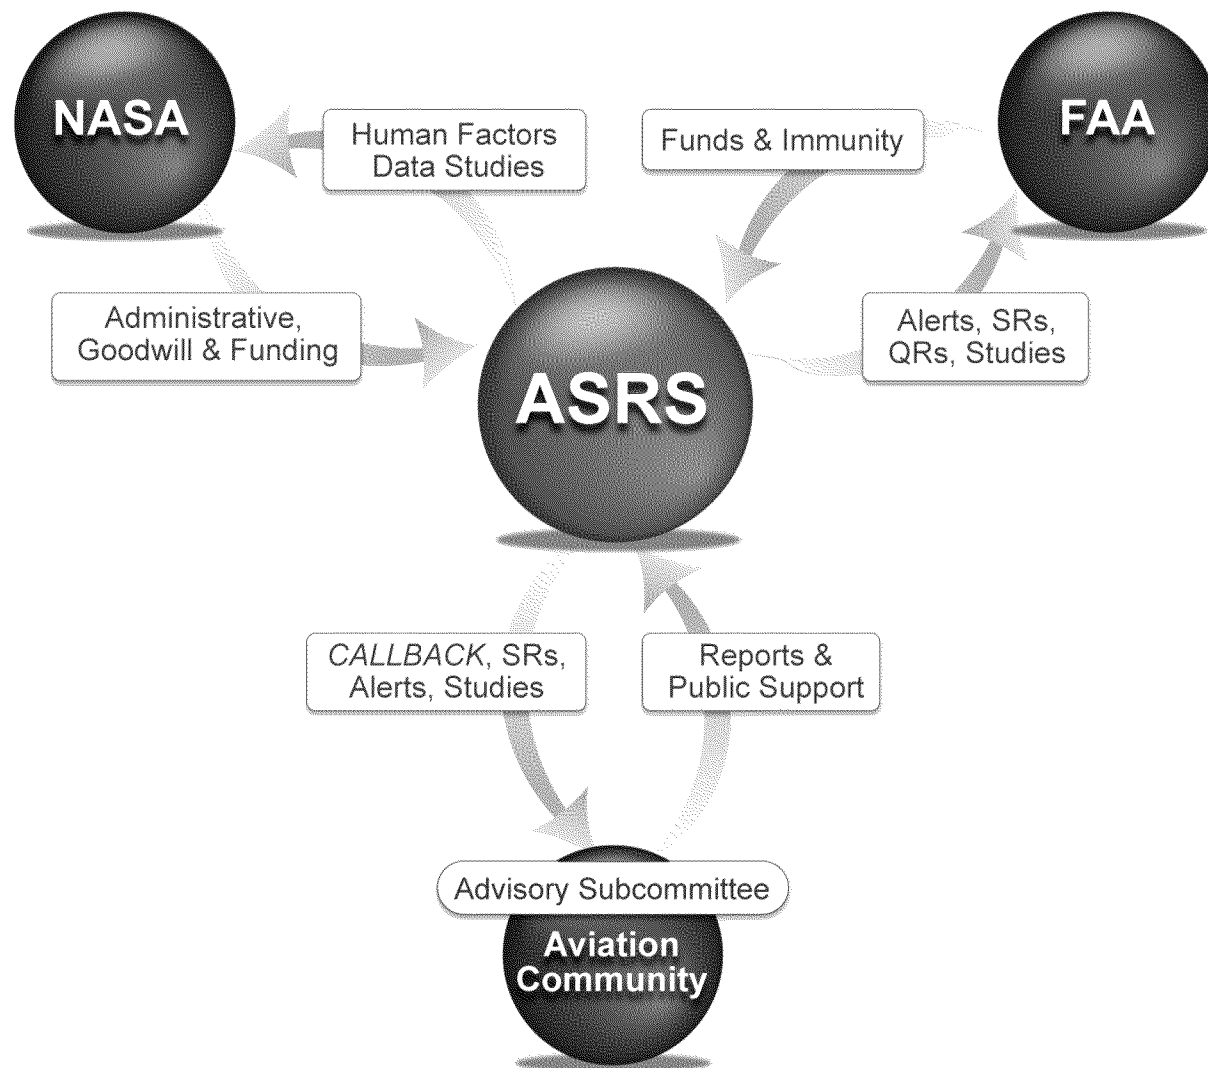 NASA
FAA
Human Factors
Data Studies
Funds & Immunity
Administrative,
Goodwill & Funding
Alerts, SRs,
QRs, Studies
ASRS
CALLBACK, SRs,
Alerts, Studies
Reports &
Public Support
Advisory Subcommittee
Aviation
Community